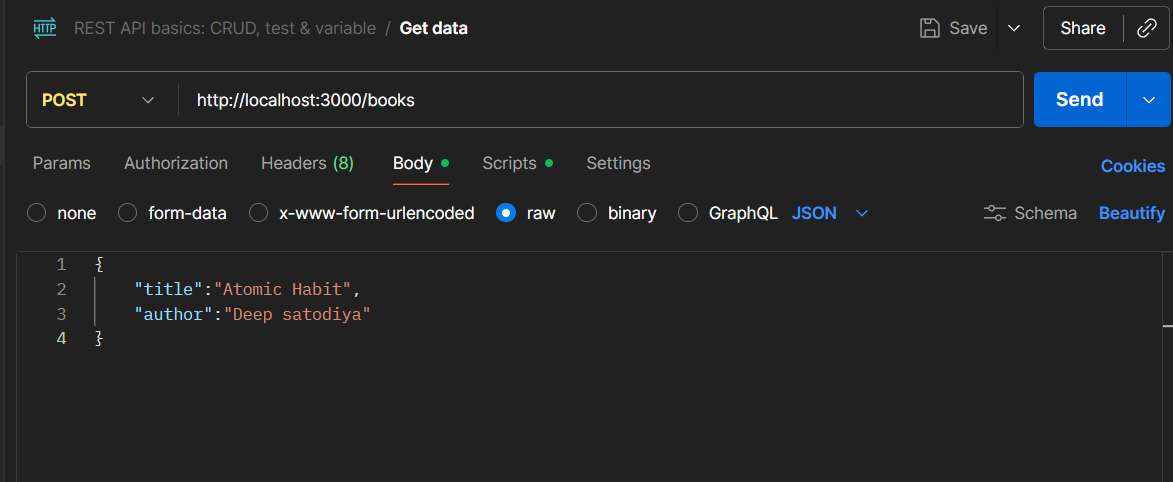 HTTP REST API basics: CRUD, test & variable / Get data Save Share
POST http://localhost:3000/books Send
Params Authorization Headers (8) Body Scripts Settings Cookies
none form-data x-www-form-urlencoded raw binary GraphQL JSON Schema Beautify
1 {
2 "title":"Atomic Habit",
3 "author":"Deep satodiya"
4 }